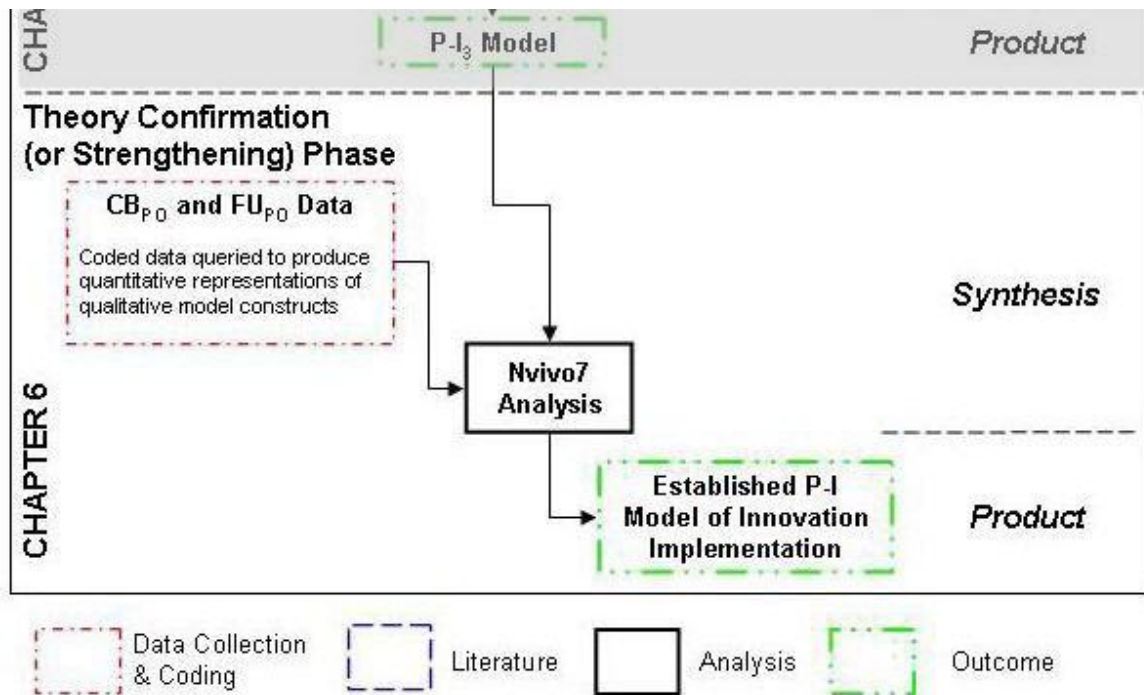 CHA
P-I₃ Model
Product
Theory Confirmation
(or Strengthening) Phase
CB_PO and FU_PO Data
Coded data queried to produce
quantitative representations of
qualitative model constructs
Synthesis
Nvivo7
Analysis
CHAPTER 6
Established P-I
Model of Innovation
Implementation
Product
Data Collection
& Coding
Literature
Analysis
Outcome